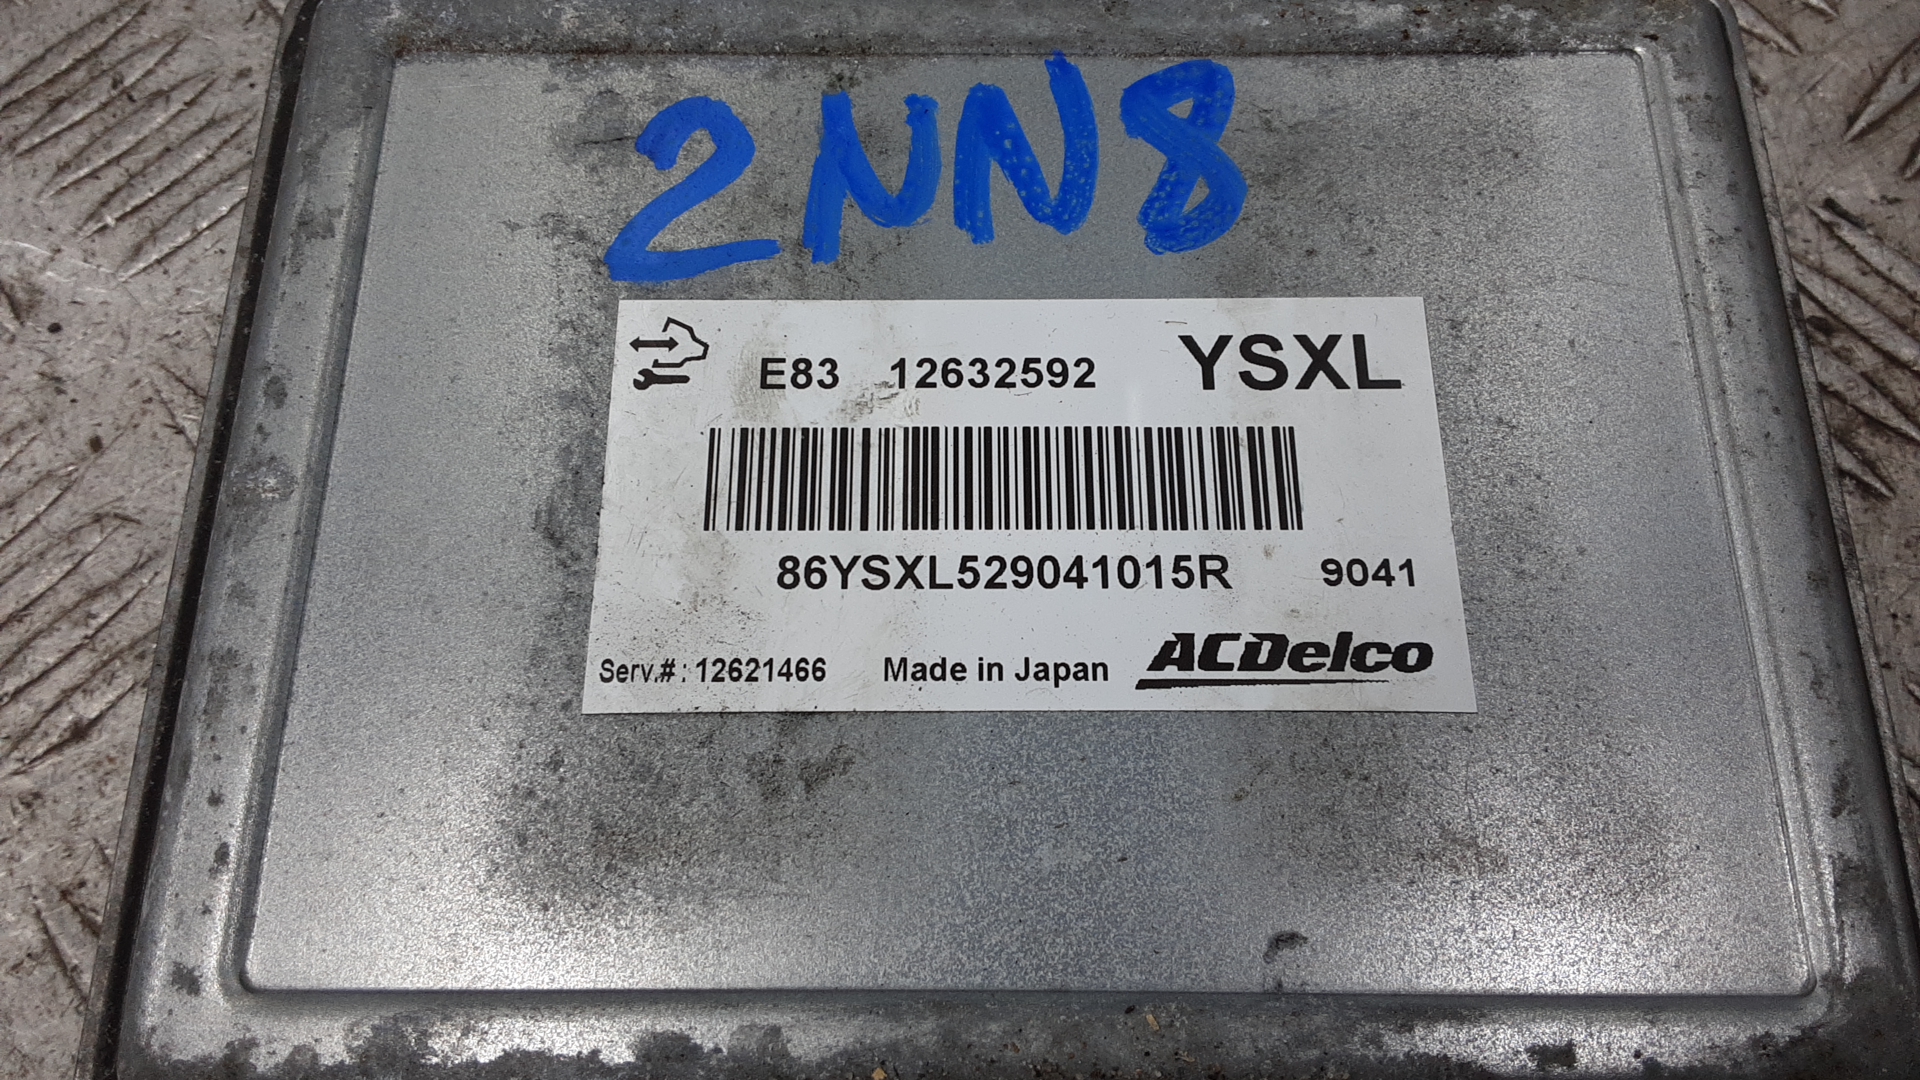 2NN8
E83 12632592 YSXL
86YSXL529041015R 9041
Serv.#: 12621466 Made in Japan ACDelco